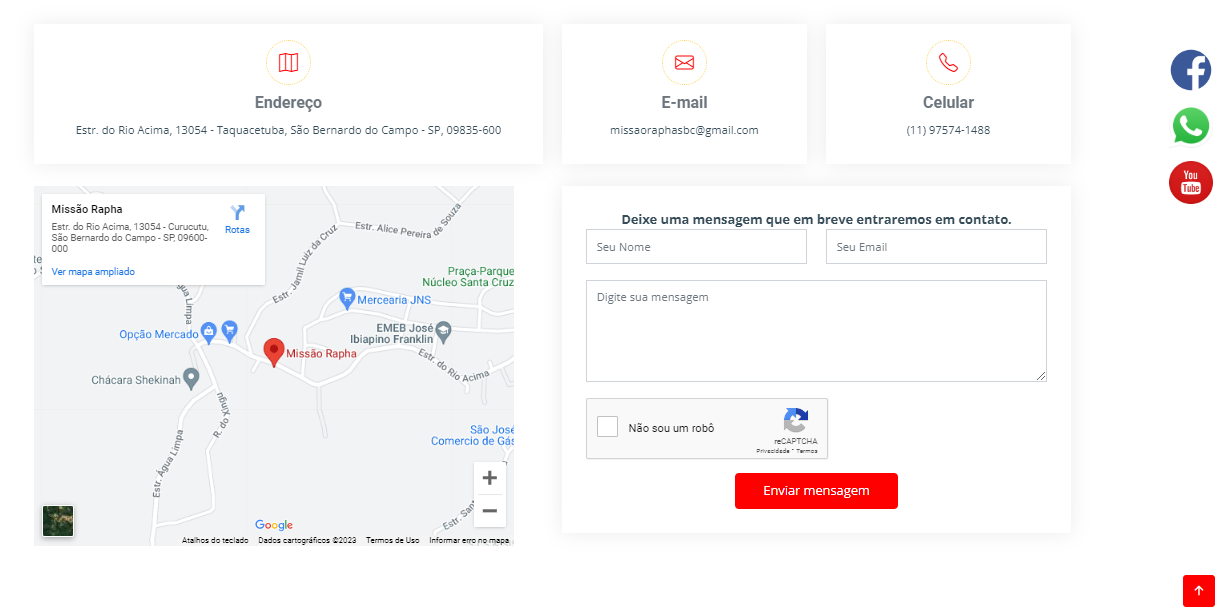 Endereço
Estr. do Rio Acima, 13054 - Taquacetuba, São Bernardo do Campo - SP, 09835-600
E-mail
missaoraphasbc@gmail.com
Celular
(11) 97574-1488
You
Tube
Missão Rapha
Estr. do Rio Acima, 13054 - Curucutu,
São Bernardo do Campo - SP, 09600-
000
Rotas
Ver mapa ampliado
Estr. Jamil Luiz da Cruz
Estr. Alice Pereira de Souza
Praça-Parque
Núcleo Santa Cruz
Mercearia JNS
EMEB José
Ibiapino Franklin
Opção Mercado
Missão Rapha
Estr. do Rio Acima
Chácara Shekinah
R. do Xingu
Estr. Água Limpa
São José
Comercio de Gás
Google
Atalhos do teclado
Dados cartográficos ©2023
Termos de Uso
Informar erro no mapa
Deixe uma mensagem que em breve entraremos em contato.
Seu Nome
Seu Email
Digite sua mensagem
Não sou um robô
reCAPTCHA
Privacidade - Termos
Enviar mensagem